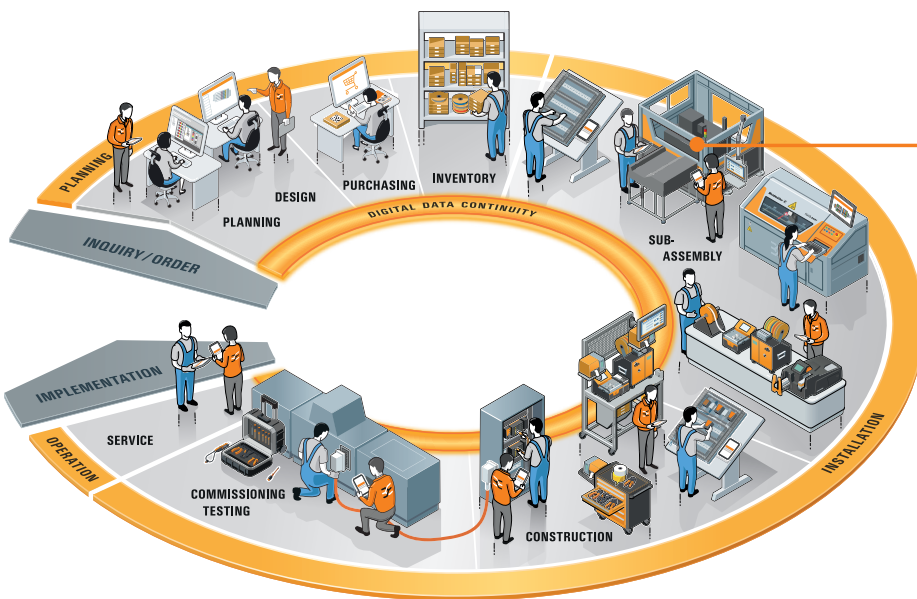 PLANNING
INQUIRY/ORDER
PLANNING
DESIGN
PURCHASING
INVENTORY
DIGITAL DATA CONTINUITY
SUB-
ASSEMBLY
INSTALLATION
CONSTRUCTION
COMMISSIONING
TESTING
SERVICE
IMPLEMENTATION
OPERATION